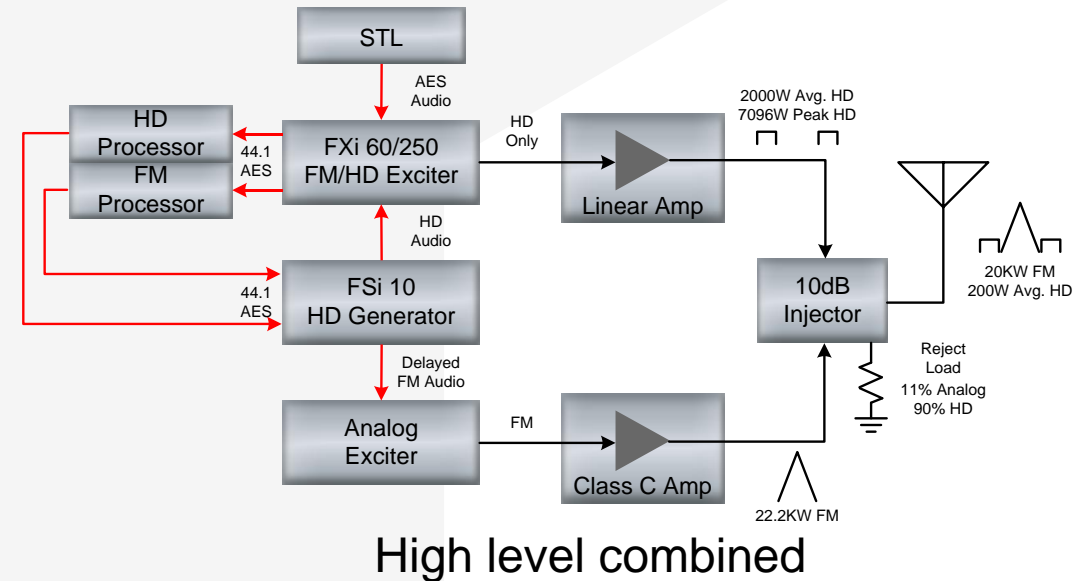 STL
AES
Audio
HD
Processor
FM
Processor
44.1
AES
FXi 60/250
FM/HD Exciter
HD
Only
Linear Amp
2000W Avg. HD
7096W Peak HD
HD
Audio
44.1
AES
FSi 10
HD Generator
10dB
Injector
20KW FM
200W Avg. HD
Delayed
FM Audio
Reject
Load
11% Analog
90% HD
Analog
Exciter
FM
Class C Amp
22.2KW FM
High level combined